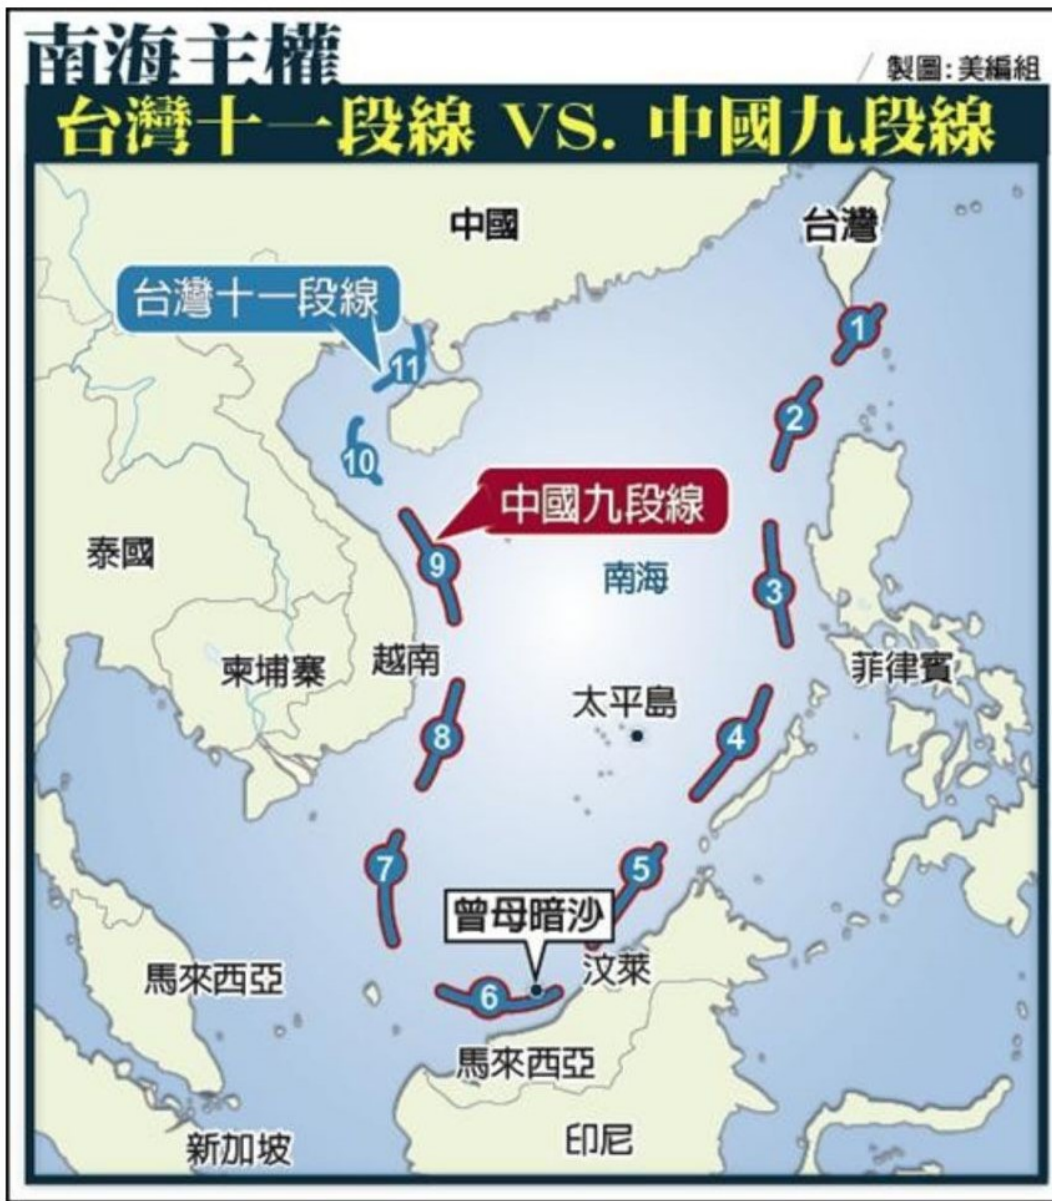 南海主權
製圖:美編組
台灣十一段線 VS. 中國九段線
中國
台灣
台灣十一段線
1
11
2
10
中國九段線
泰國
9
南海
3
柬埔寨
越南
菲律賓
太平島
8
4
7
5
曾母暗沙
馬來西亞
汶萊
6
馬來西亞
新加坡
印尼